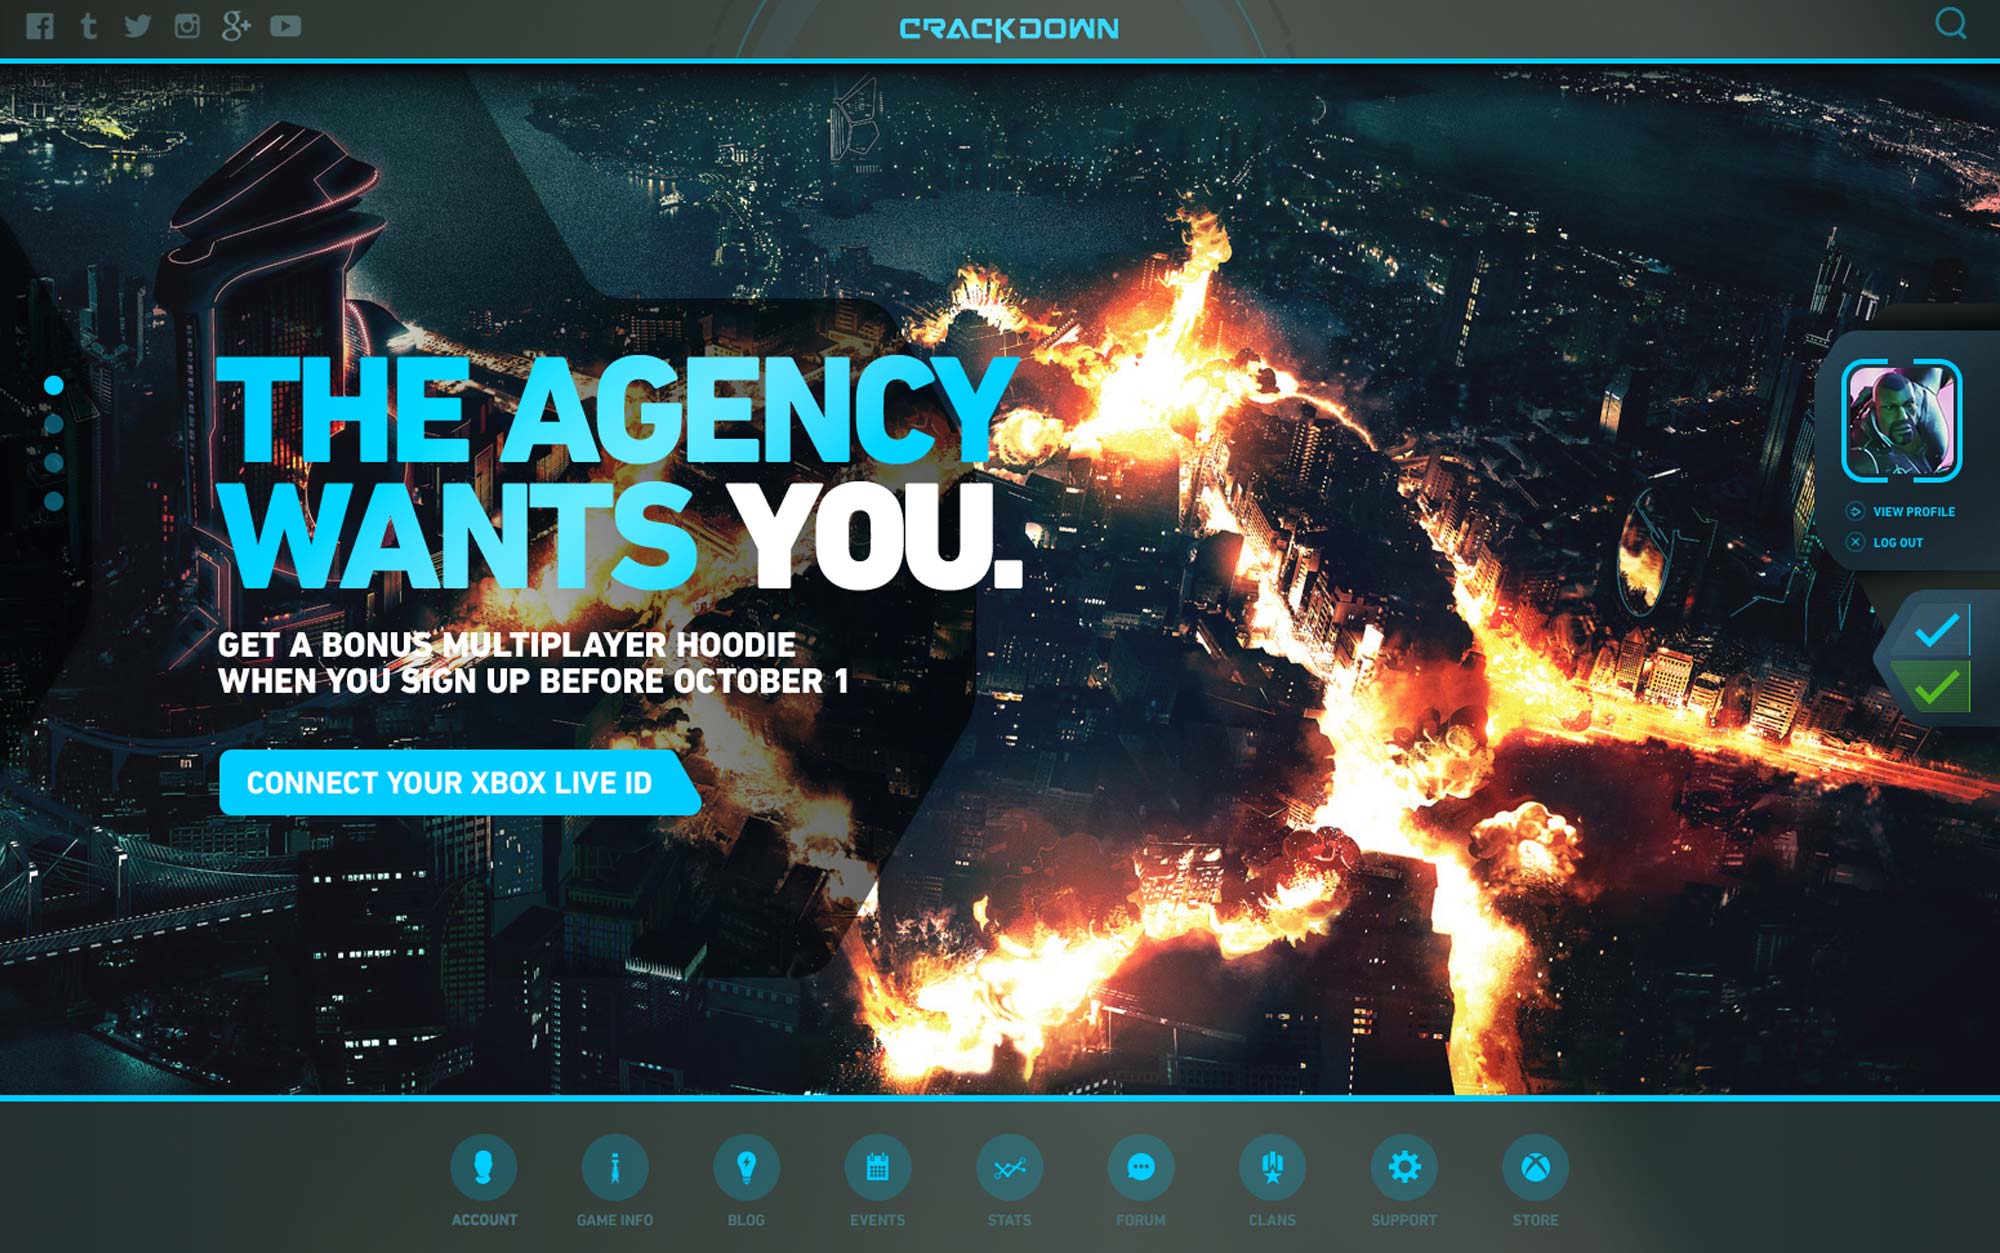 CRACKDOWN
THE AGENCY
WANTS YOU.
GET A BONUS MULTIPLAYER HOODIE
WHEN YOU SIGN UP BEFORE OCTOBER 1
CONNECT YOUR XBOX LIVE ID
VIEW PROFILE
LOG OUT
ACCOUNT
GAME INFO
BLOG
EVENTS
STATS
FORUM
CLANS
SUPPORT
STORE